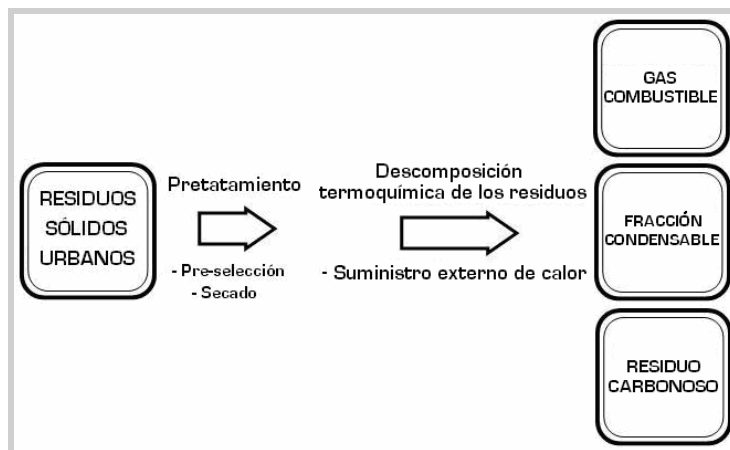 RESIDUOS
SÓLIDOS
URBANOS
Pretatamiento
- Pre-selección
- Secado
Descomposición
termoquímica de los residuos
- Suministro externo de calor
GAS
COMBUSTIBLE
FRACCIÓN
CONDENSABLE
RESIDUO
CARBONOSO